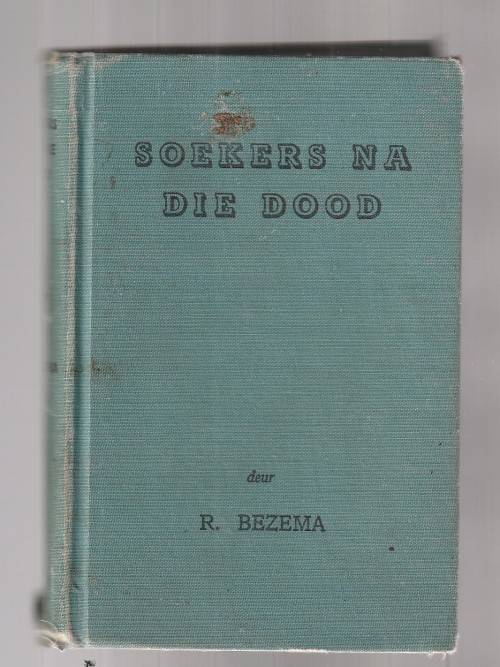 SOEKERS NA
DIE DOOD
deur
R. BEZEMA